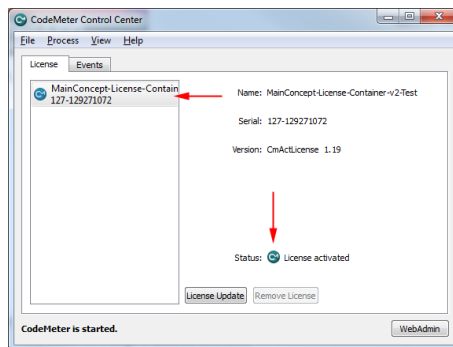 CodeMeter Control Center
File Process View Help
License Events
MainConcept-License-Contain
127-129271072
Name: MainConcept-License-Container-v2-Test
Serial: 127-129271072
Version: CmActLicense 1.19
Status: License activated
License Update Remove License
CodeMeter is started. WebAdmin